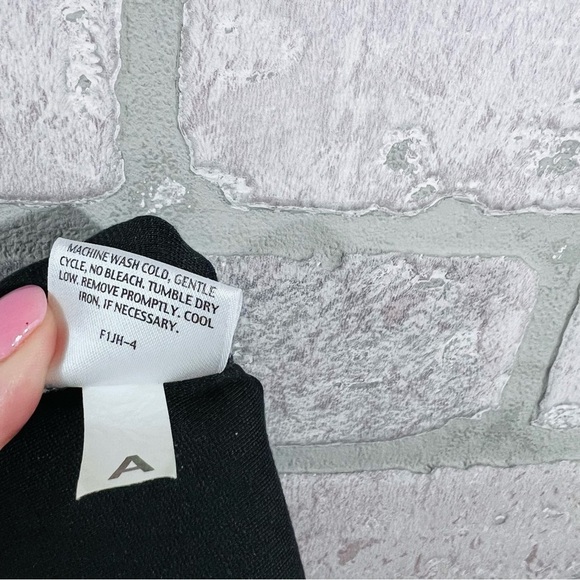 MACHINE WASH COLD, GENTLE
CYCLE, NO BLEACH. TUMBLE DRY
LOW. REMOVE PROMPTLY. COOL
IRON, IF NECESSARY.
F1JH-4
A